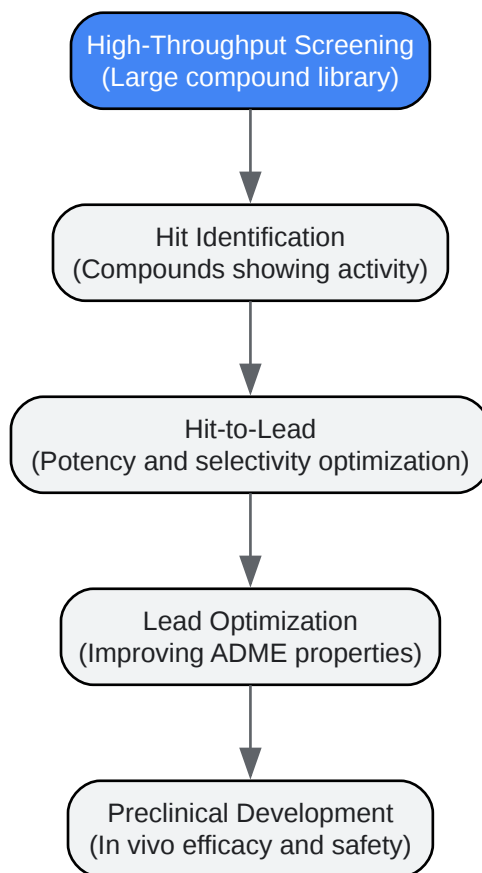 High-Throughput Screening
(Large compound library)
Hit Identification
(Compounds showing activity)
Hit-to-Lead
(Potency and selectivity optimization)
Lead Optimization
(Improving ADME properties)
Preclinical Development
(In vivo efficacy and safety)